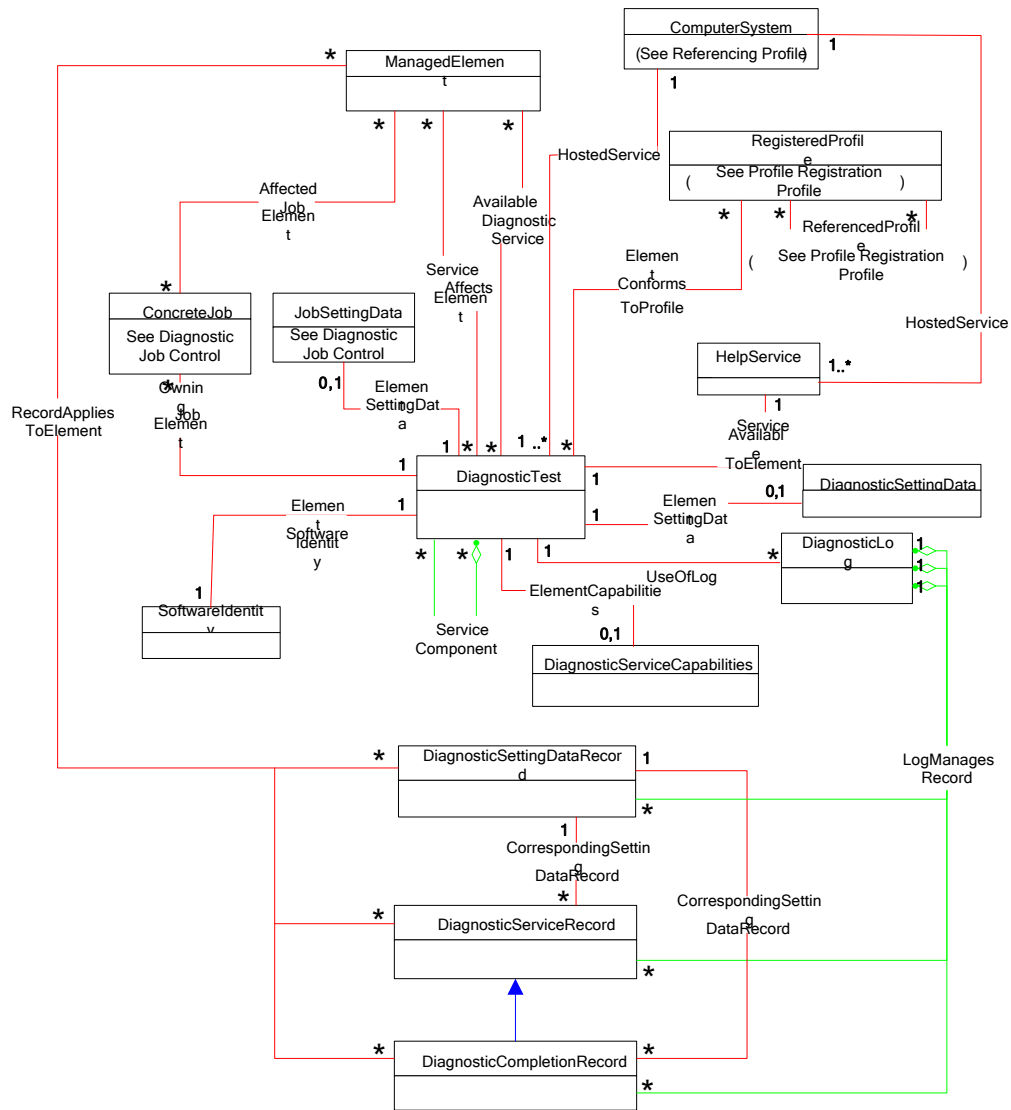 ComputerSystem
(See Referencing Profile)
1
1
*
ManagedElemen
t
*
*
*
RegisteredProfil
e
( See Profile Registration )
Profile
HostedService
*
*
*
Affected
Job
Elemen
t
Available
Diagnostic
Service
ReferencedProfil
e
( See Profile Registration )
Profile
Service
Affects
Elemen
t
Elemen
t
Conforms
ToProfile
*
ConcreteJob
See Diagnostic
Job Control
JobSettingData
See Diagnostic
Job Control
HostedService
HelpService
1..*
0,1
*
Ownin
g
Job
Elemen
t
Elemen
t
SettingDat
a
1
Service
Availabl
e
ToElement
RecordApplies
ToElement
1
*
*
1 ..*
*
1
DiagnosticTest
1
DiagnosticSettingData
0,1
Elemen
t
SettingDat
a
1
1
Elemen
t
Software
Identit
y
*
*
1
1
*
DiagnosticLo
g
1
1
1
UseOfLog
ElementCapabilitie
s
1
SoftwareIdentit
y
Service
Component
0,1
DiagnosticServiceCapabilities
*
DiagnosticSettingDataRecor
d
1
LogManages
Record
*
1
CorrespondingSettin
g
DataRecord
*
CorrespondingSettin
g
DataRecord
*
DiagnosticServiceRecord
*
*
DiagnosticCompletionRecord
*
*